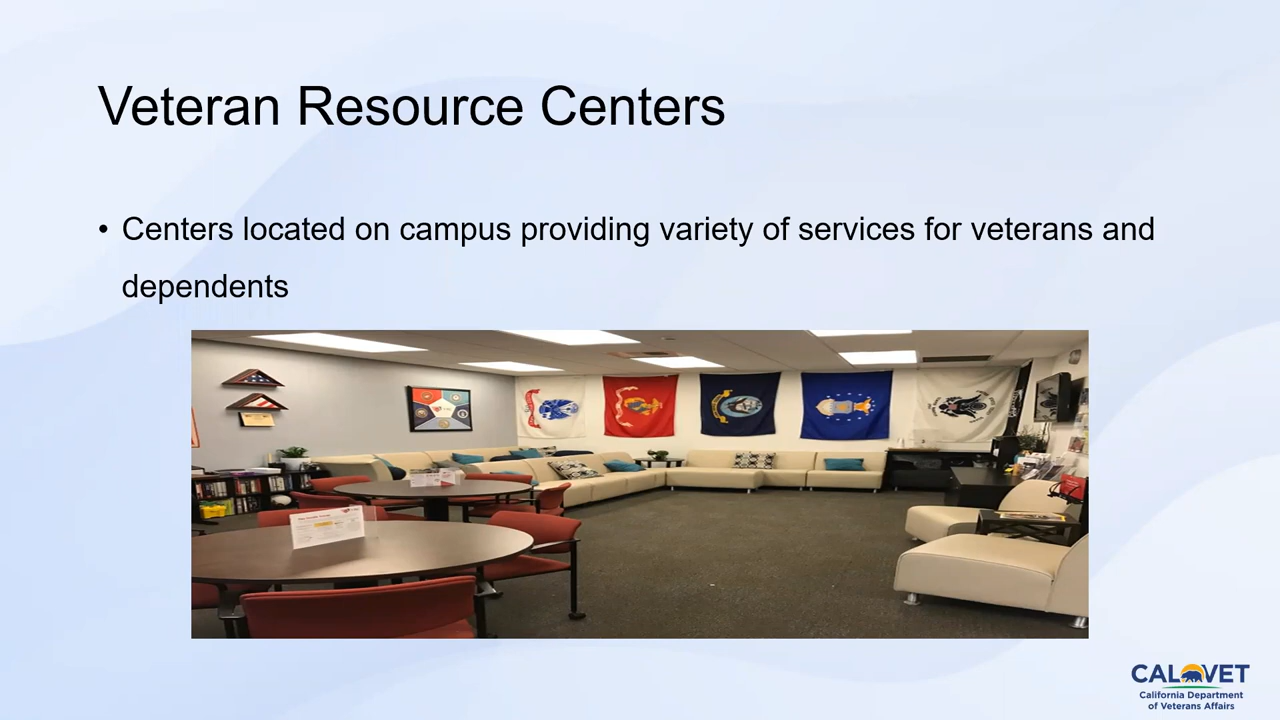 Veteran Resource Centers
• Centers located on campus providing variety of services for veterans and
dependents
CALVET
California Department
of Veterans Affairs